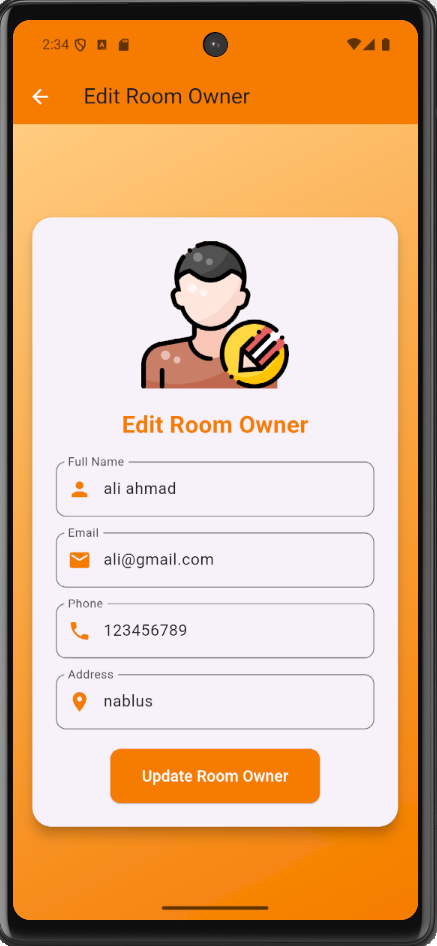 2:34
Edit Room Owner
Edit Room Owner
Full Name
ali ahmad
Email
ali@gmail.com
Phone
123456789
Address
nablus
Update Room Owner